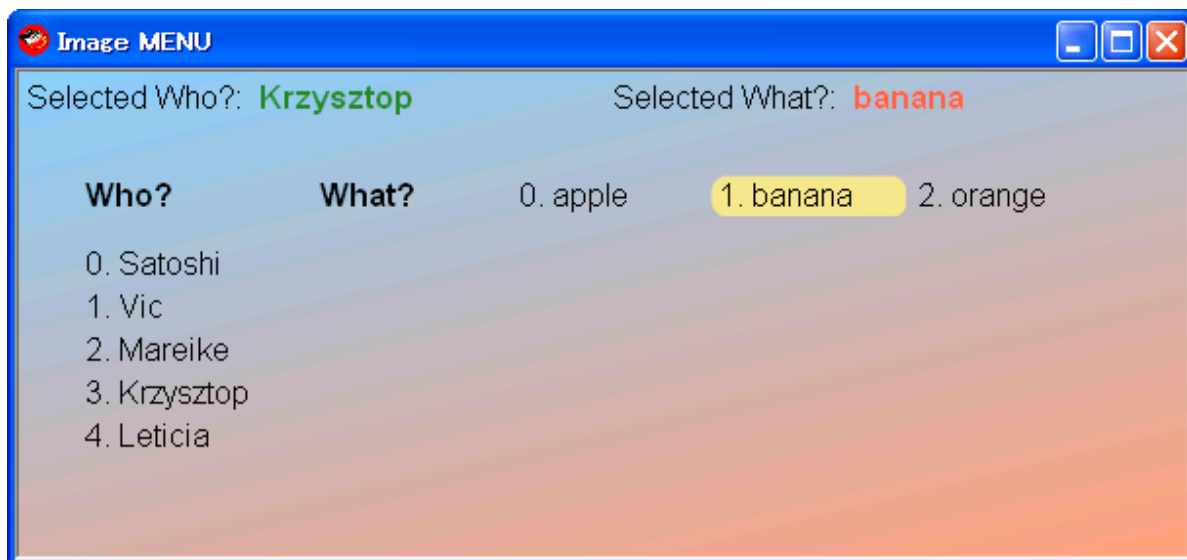 Image MENU
Selected Who?: Krzysztop Selected What?: banana
Who? What? 0. apple 1. banana 2. orange
0. Satoshi
1. Vic
2. Mareike
3. Krzysztop
4. Leticia